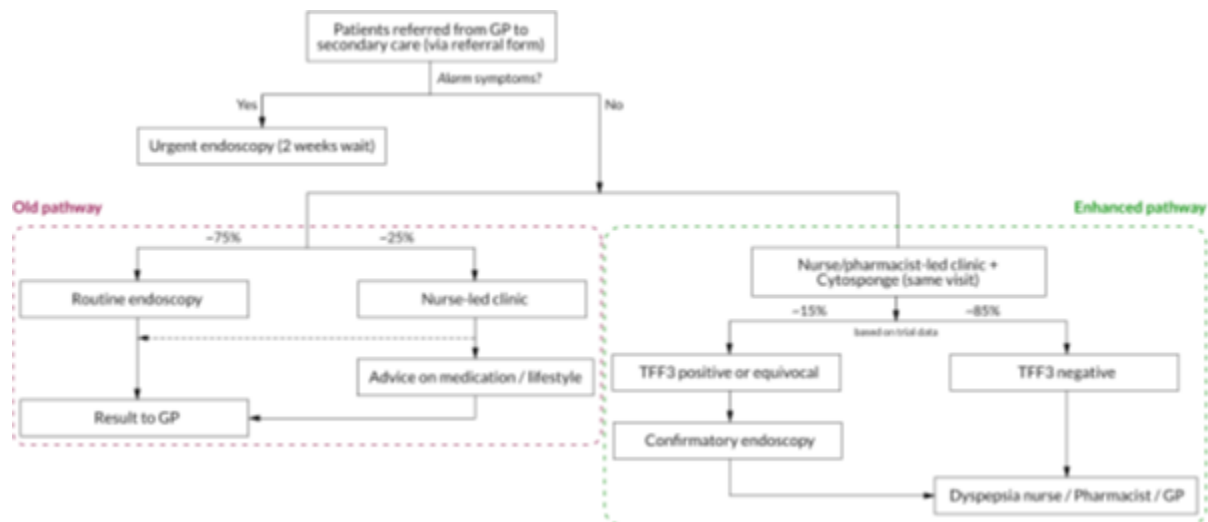 Patients referred from GP to
secondary care (via referral form)
Alarm symptoms?
Yes
No
Urgent endoscopy (2 weeks wait)
Old pathway
Enhanced pathway
~75%
~25%
Routine endoscopy
Nurse-led clinic
Advice on medication / lifestyle
Result to GP
Nurse/pharmacist-led clinic +
Cytosponge (same visit)
~15%
~85%
based on trial data
TFF3 positive or equivocal
TFF3 negative
Confirmatory endoscopy
Dyspepsia nurse / Pharmacist / GP